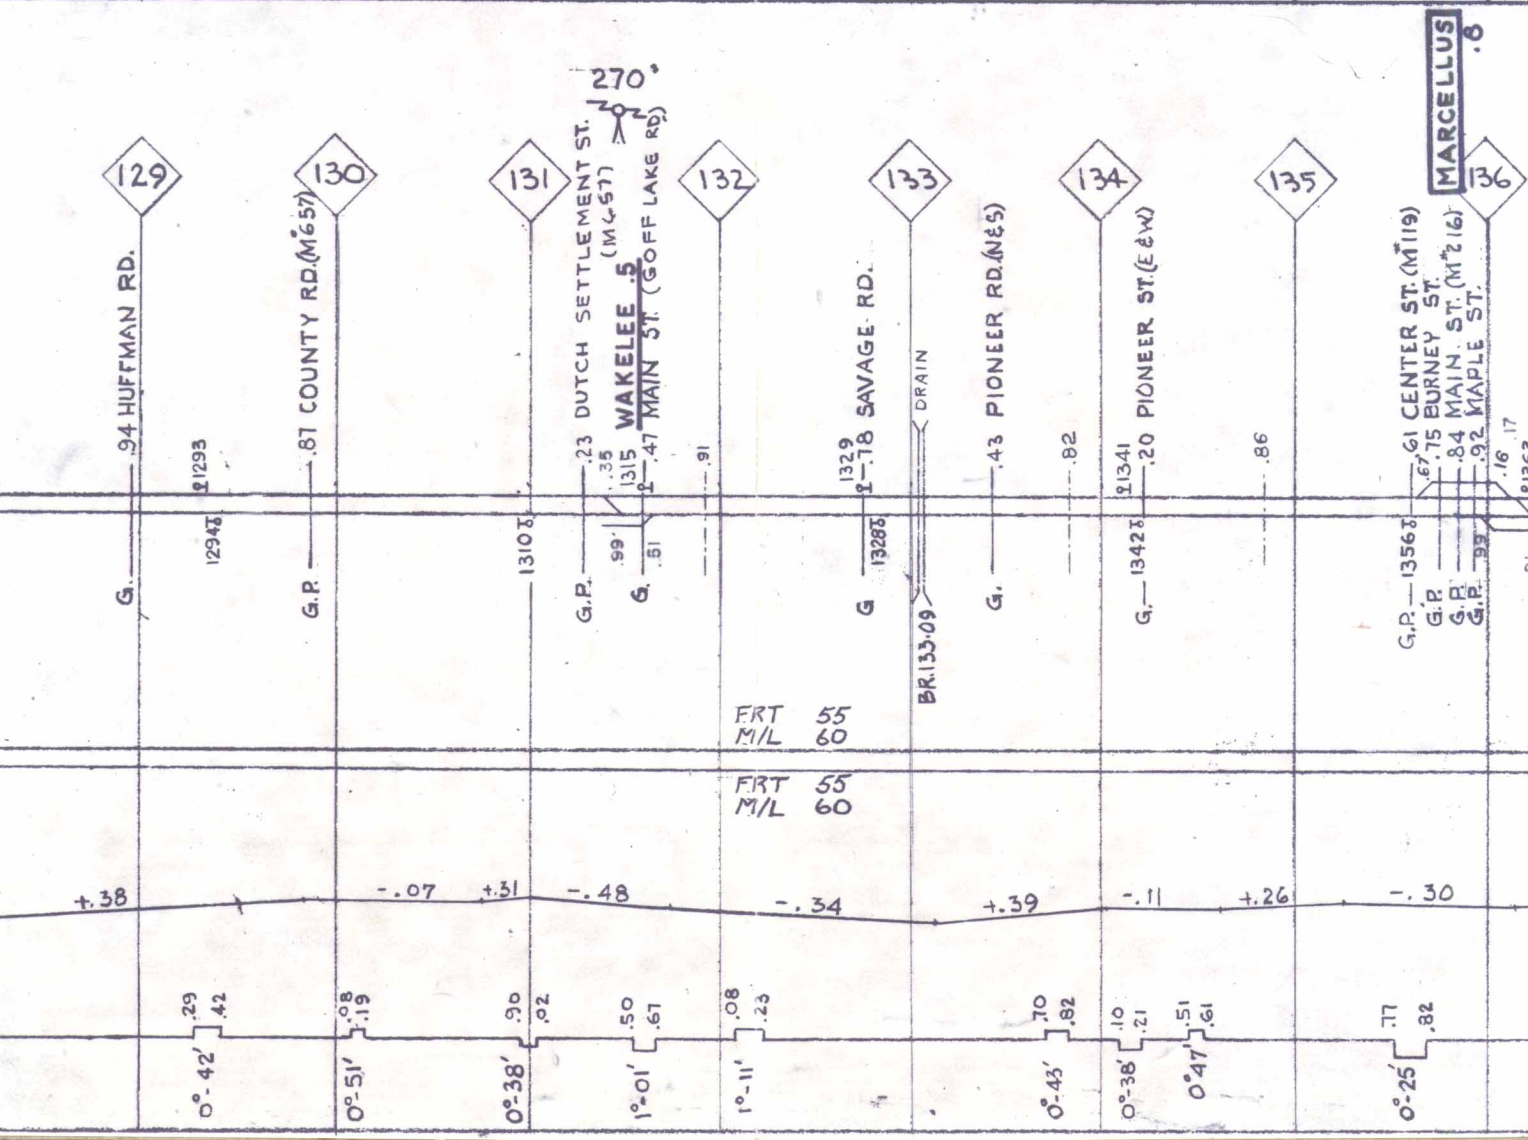 MARCELLUS .8
270'
129
130
131
132
133
134
135
136
.94 HUFFMAN RD.
.87 COUNTY RD.(M#657)
.23 DUTCH SETTLEMENT ST.
(M657)
WAKELEE .5
.47 MAIN ST. (GOFF LAKE RD.)
.78 SAVAGE RD.
DRAIN
.43 PIONEER RD.(N&S)
.20 PIONEER ST.(E&W)
.61 CENTER ST.(M#119)
.75 BURNEY ST.
.84 MAIN ST. (M#216)
.92 MAPLE ST.
1293
.35
1315
.91
1329
.82
1341
.86
.67
.16
.17
G.
1294
G.P.
1310
G.P.
.99
.51
G.
G
1328
BR.133.09
G.
G.
1342
G.P.
1356
G.P.
G.P.
G.P.
.99
FRT 55
M/L 60
FRT 55
M/L 60
+.38
-.07
+.31
-.48
-.34
+.39
-.11
+.26
-.30
.29
.42
.08
.19
.90
.02
.50
.67
.08
.23
.70
.82
.10
.21
.51
.61
.77
.82
0°-42'
0°-51'
0°-38'
1°-01'
1°-11'
0°-43'
0°-38'
0°47'
0°-25'